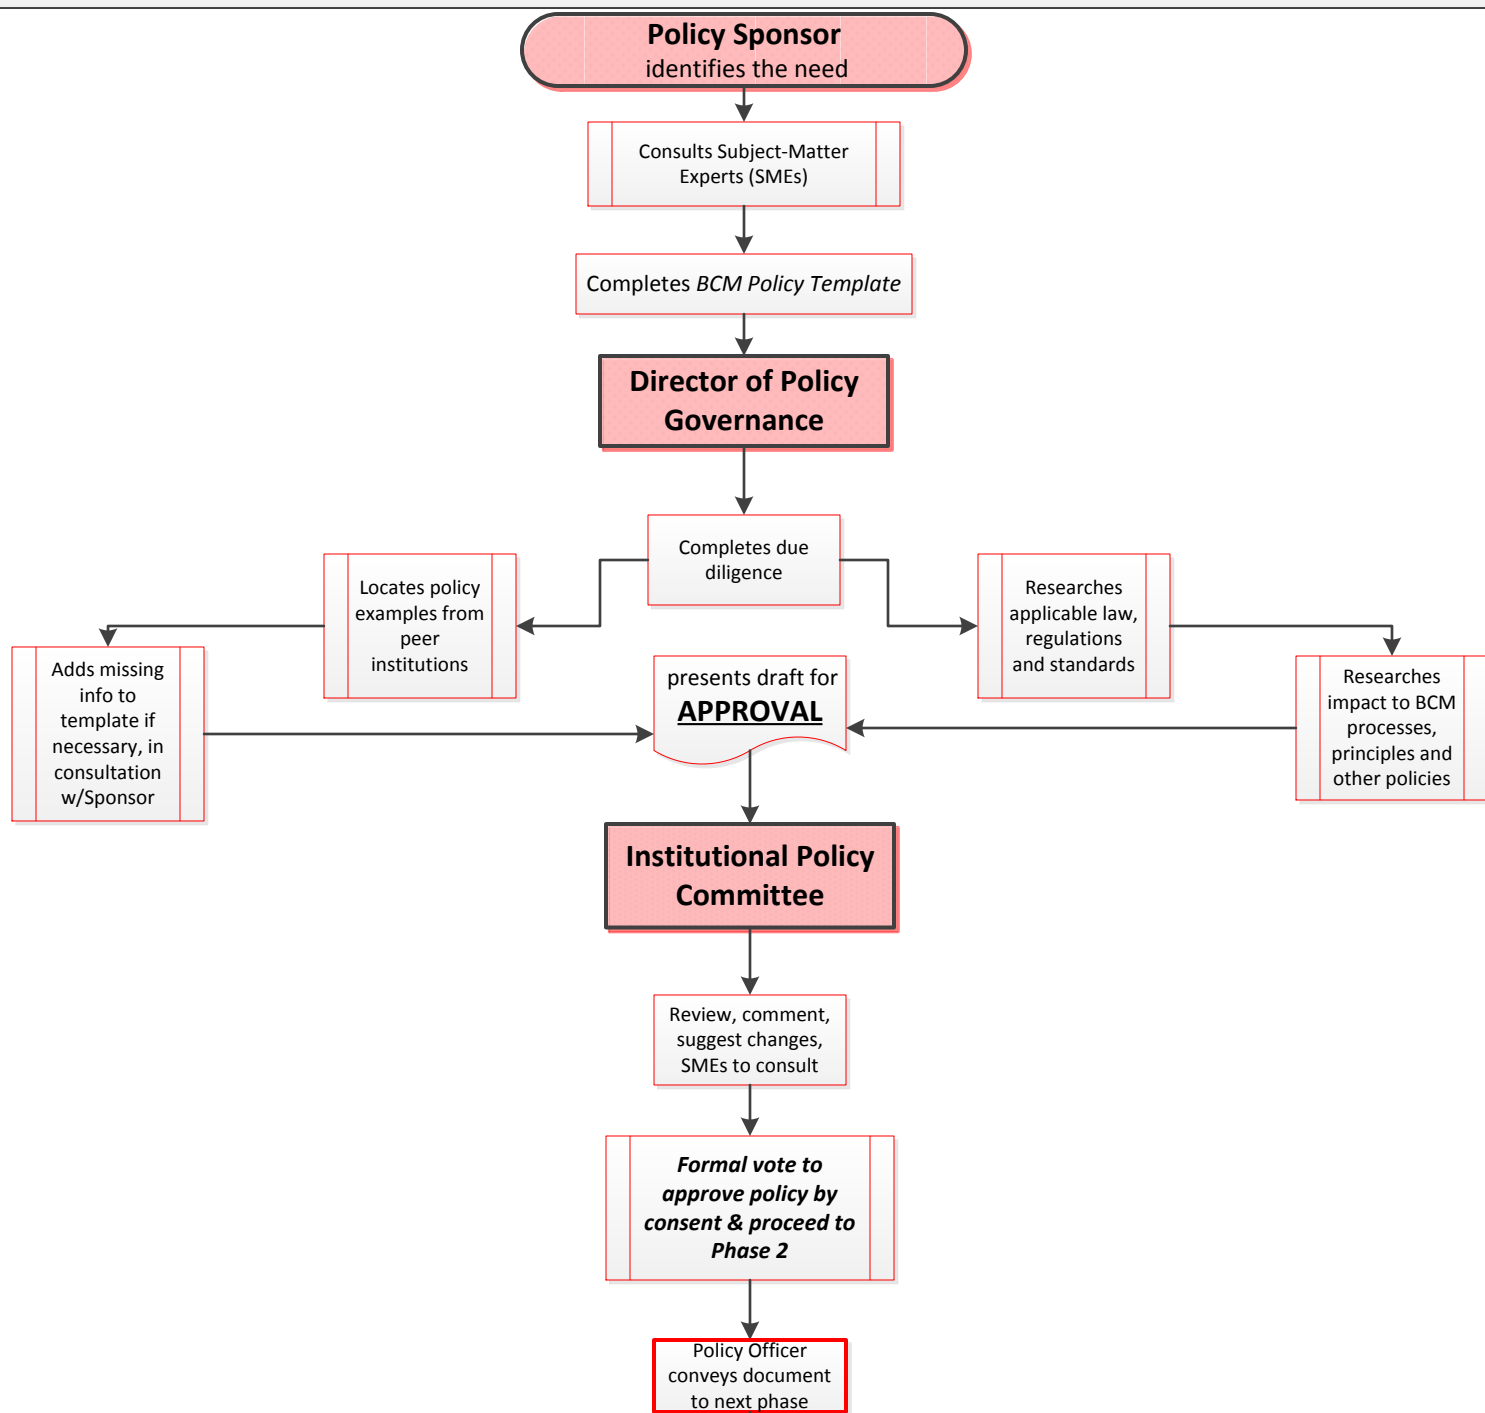 Policy Sponsor
identifies the need
Consults Subject-Matter
Experts (SMEs)
Completes BCM Policy Template
Director of Policy
Governance
Completes due
diligence
Locates policy
examples from
peer
institutions
Researches
applicable law,
regulations
and standards
Adds missing
info to
template if
necessary, in
consultation
w/Sponsor
presents draft for
APPROVAL
Researches
impact to BCM
processes,
principles and
other policies
Institutional Policy
Committee
Review, comment,
suggest changes,
SMEs to consult
Formal vote to
approve policy by
consent & proceed to
Phase 2
Policy Officer
conveys document
to next phase